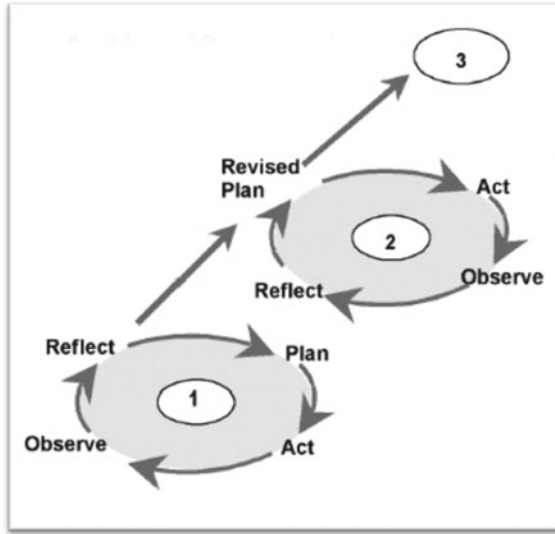 3
Revised
Plan
Act
2
Reflect
Observe
Reflect
Plan
1
Observe
Act